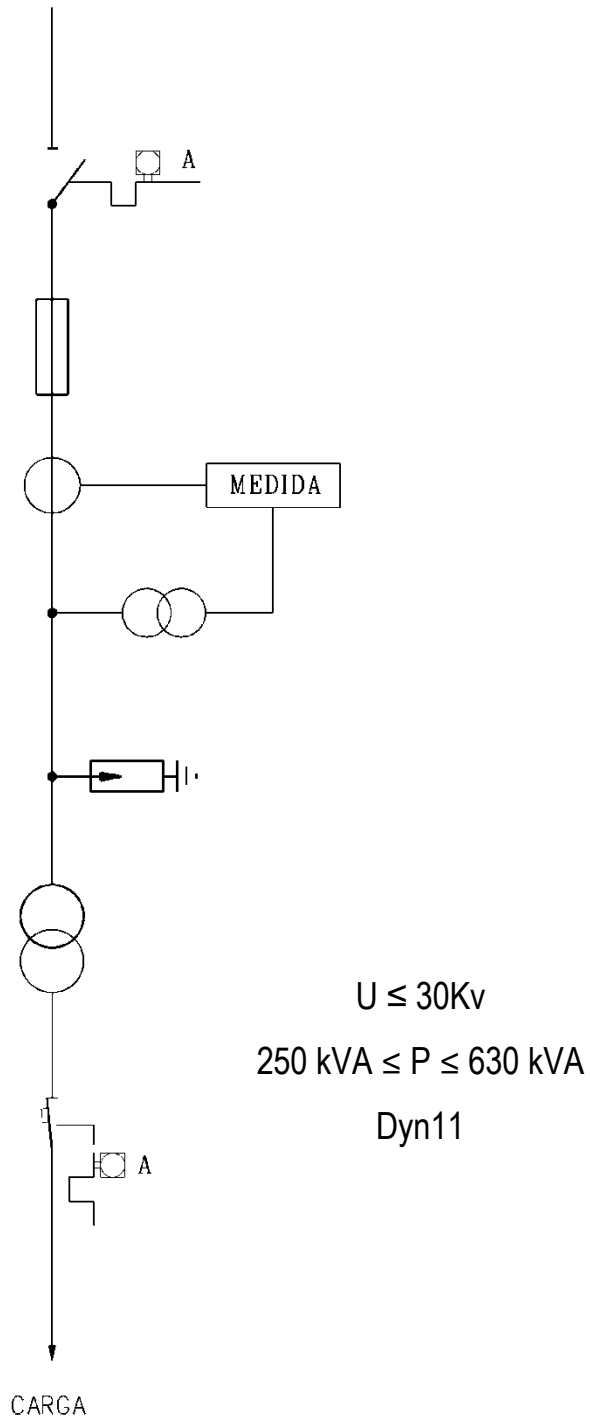 A
MEDIDA
U ≤ 30Kv
250 kVA ≤ P ≤ 630 kVA
Dyn11
A
CARGA